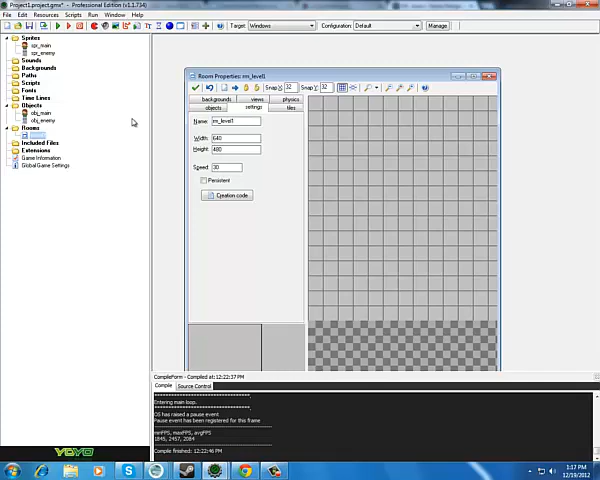 Project1.project.gmx* - Professional Edition (v1.1.734)
File Edit Window Resources Scripts Run Window Help
Target: Windows Configuration: Default Manage
Sprites
spr_main
spr_enemy
Sounds
Backgrounds
Paths
Scripts
Fonts
Time Lines
Objects
obj_main
obj_enemy
Rooms
Included Files
Extensions
Game Information
Global Game Settings
Room Properties: rm_level1
Snap X: 32 Snap Y: 32
backgrounds views physics
objects settings tiles
Name: rm_level1
Width: 640
Height: 480
Speed: 30
Persistent
Creation code
CompileForm - Compiled at: 12:22:37 PM
Compile Source Control
Entering main loop.
OS has raised a pause event
Pause event has been registered for this frame
minFPS, maxFPS, avgFPS
1845, 2457, 2084
Compile finished: 12:22:46 PM
YOYO
1:17 PM
12/19/2012